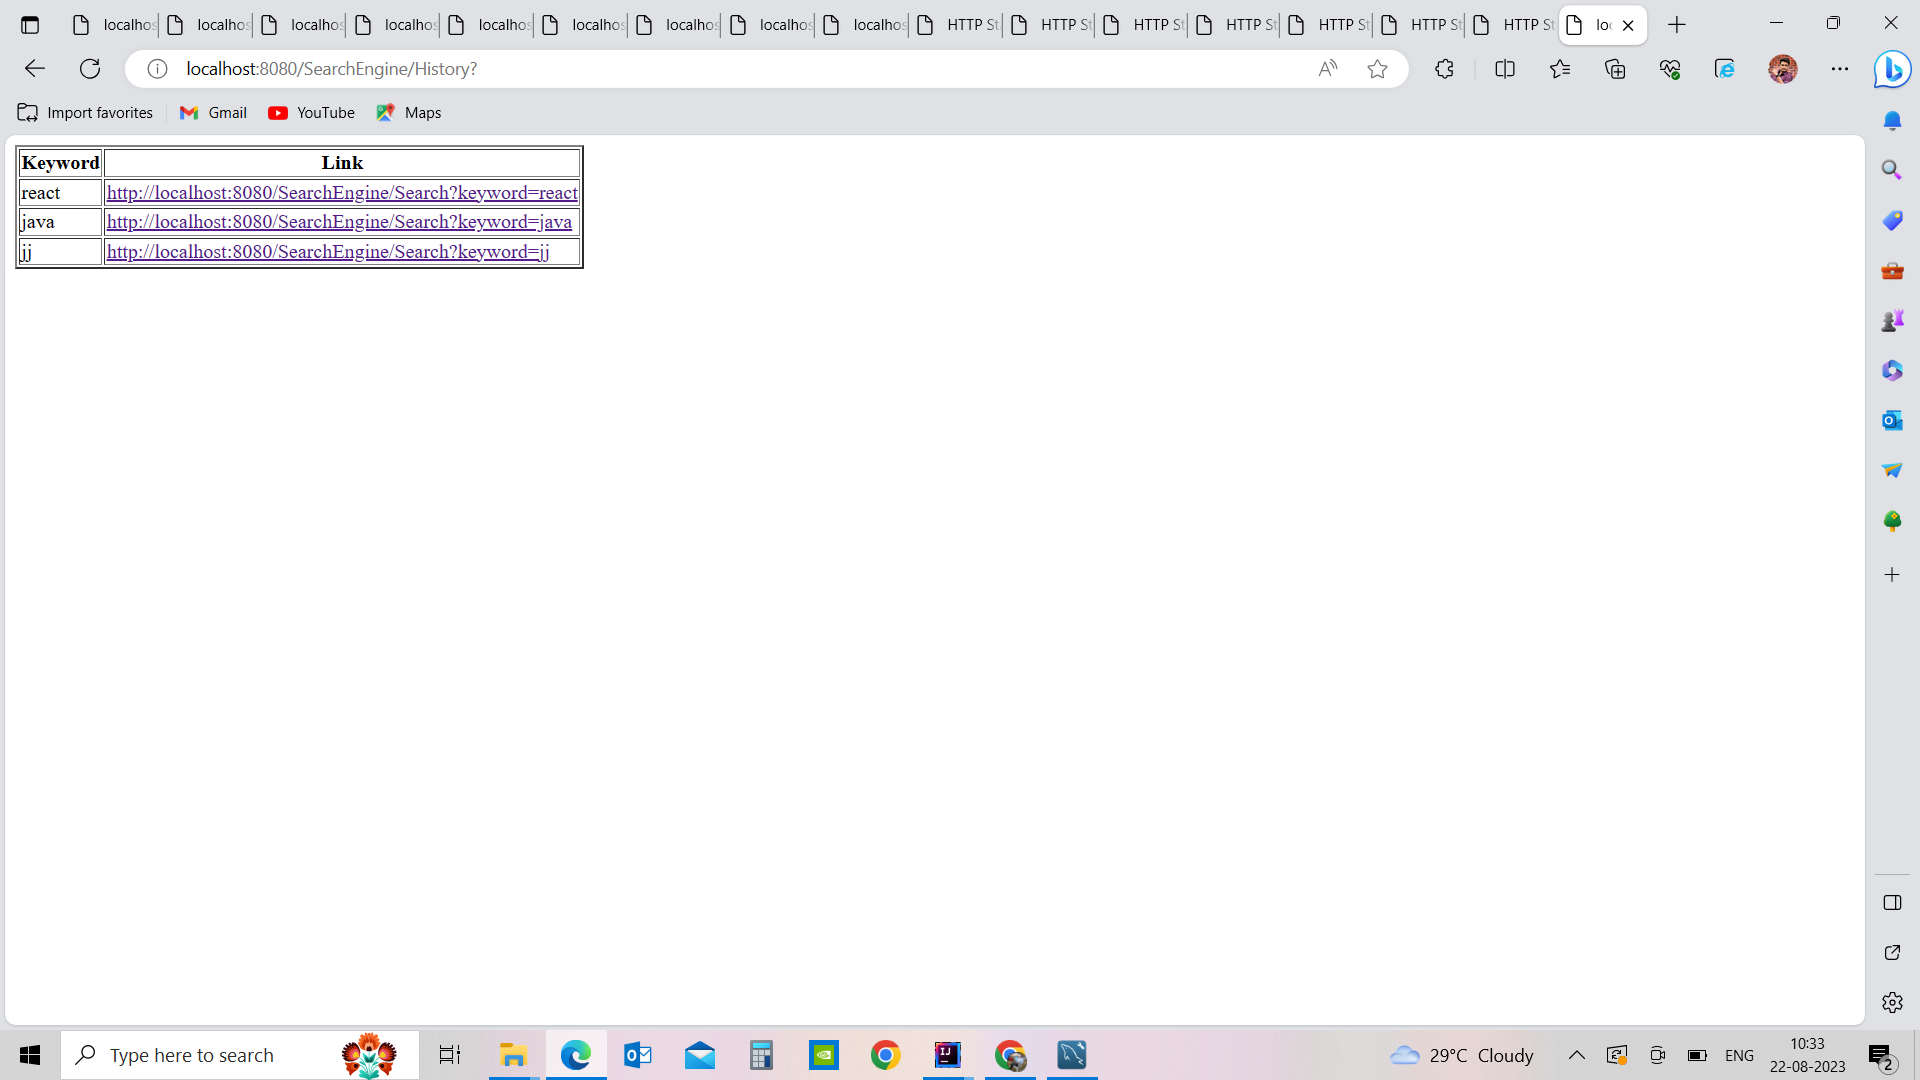 localhos localhos localhos localhos localhos localhos localhos localhos localhos HTTP St HTTP St HTTP St HTTP St HTTP St HTTP St HTTP St loc
localhost:8080/SearchEngine/History?
Import favorites Gmail YouTube Maps
Keyword Link
react http://localhost:8080/SearchEngine/Search?keyword=react
java http://localhost:8080/SearchEngine/Search?keyword=java
jj http://localhost:8080/SearchEngine/Search?keyword=jj
Type here to search
29°C Cloudy
ENG
10:33
22-08-2023
2